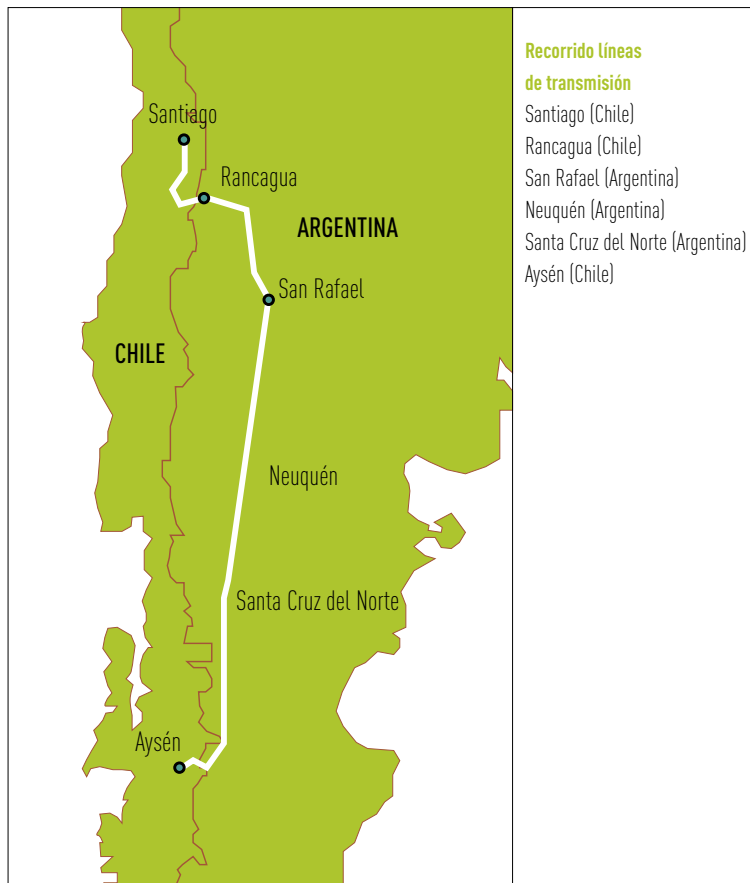 Santiago
Rancagua
ARGENTINA
San Rafael
CHILE
Neuquén
Santa Cruz del Norte
Aysén
Recorrido líneas
de transmisión
Santiago (Chile)
Rancagua (Chile)
San Rafael (Argentina)
Neuquén (Argentina)
Santa Cruz del Norte (Argentina)
Aysén (Chile)